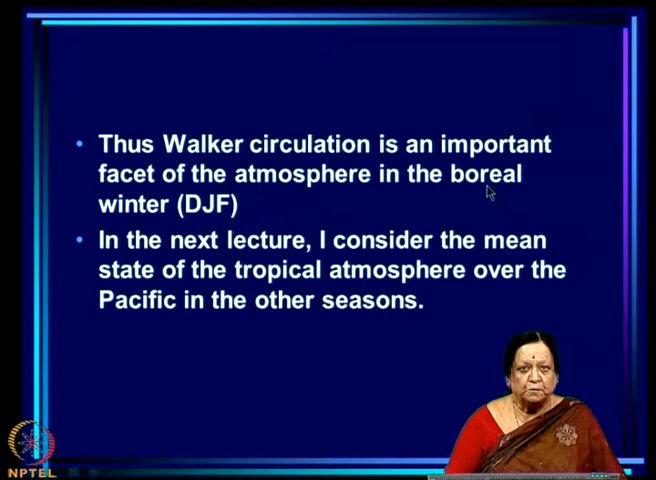 Thus Walker circulation is an important
facet of the atmosphere in the boreal
winter (DJF)
In the next lecture, I consider the mean
state of the tropical atmosphere over the
Pacific in the other seasons.
NPTEL